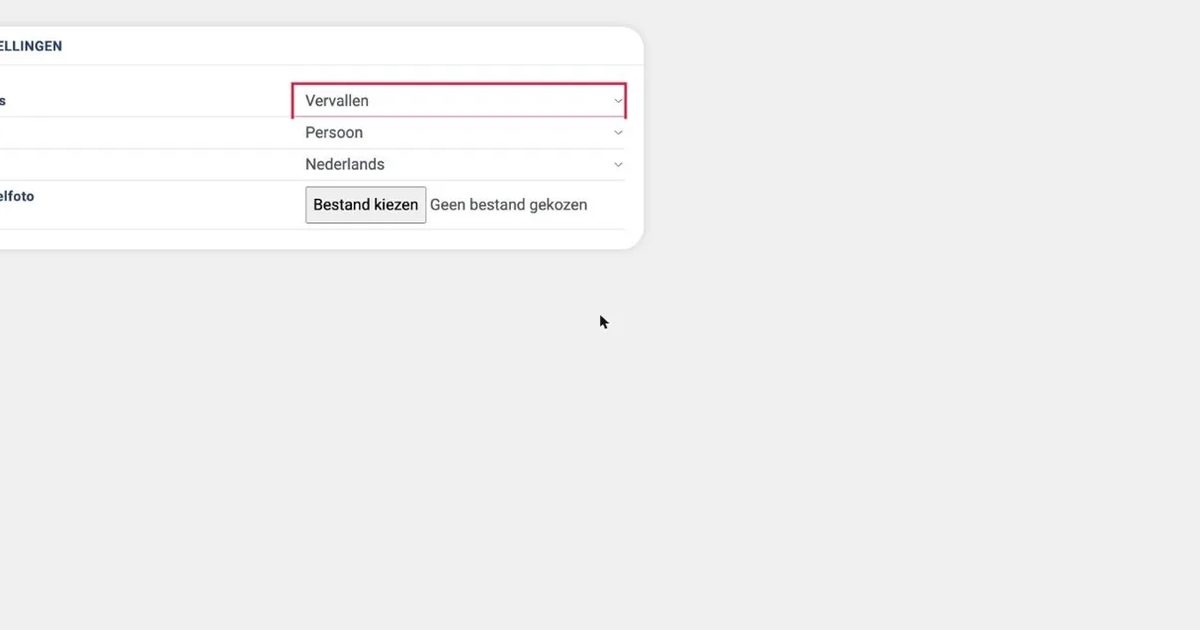 ELLINGEN
s Vervallen
Persoon
Nederlands
elfoto Bestand kiezen Geen bestand gekozen